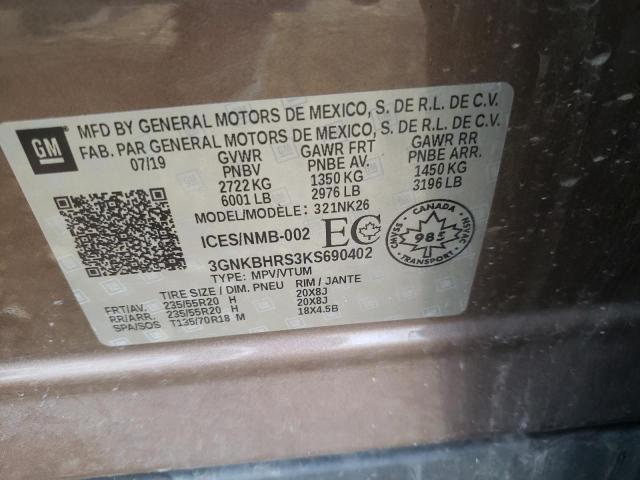 GM
MFD BY GENERAL MOTORS DE MEXICO, S. DE R.L. DE C.V.
FAB. PAR GENERAL MOTORS DE MEXICO, S. DE R.L. DE C.V.
07/19 GVWR GAWR FRT GAWR RR
PNBV PNBE AV. PNBE ARR.
2722 KG 1350 KG 1450 KG
6001 LB 2976 LB 3196 LB
MODEL/MODÈLE: 321NK26
ICES/NMB-002 EC
CANADA
985
HVAC
TRANSPORT
3GNKBHRS3KS690402
TYPE: MPV/VTUM
TIRE SIZE / DIM. PNEU RIM / JANTE
FRT/AV. 235/55R20 H 20X8J
RR/ARR. 235/55R20 H 20X8J
SPA/SOS T135/70R18 M 18X4.5B